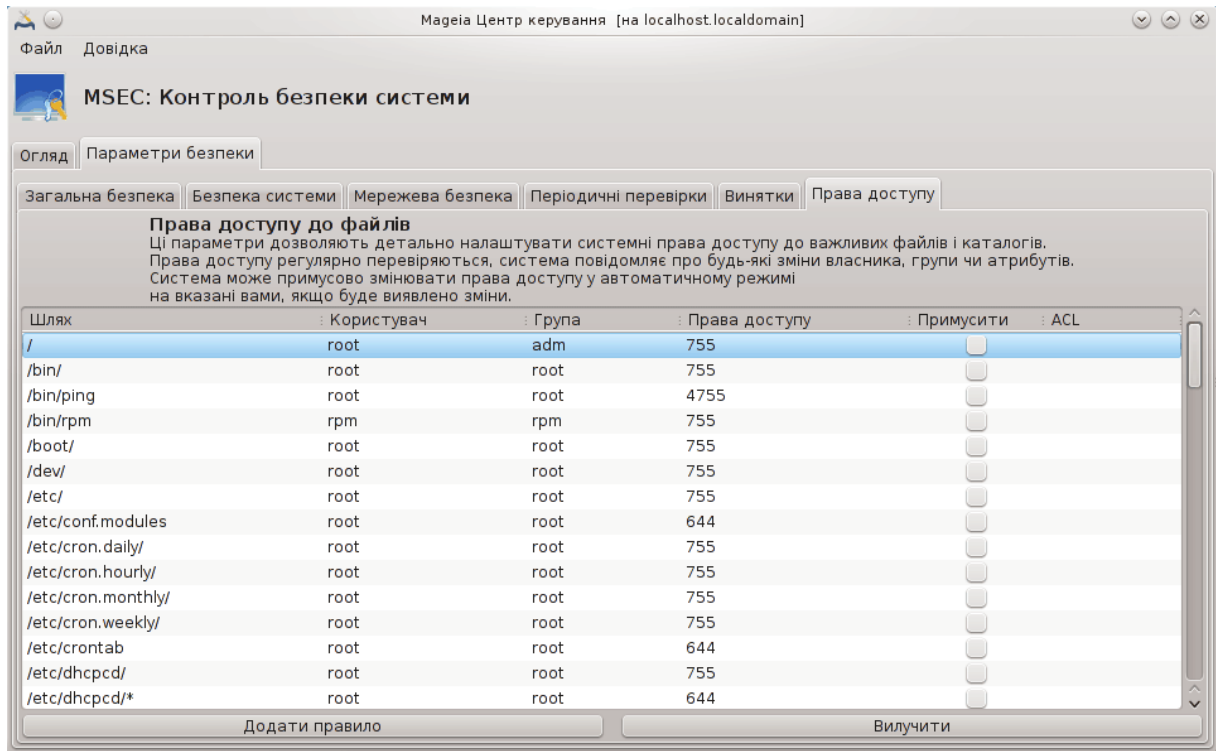 Mageia Центр керування [на localhost.localdomain]
Файл Довідка
MSEC: Контроль безпеки системи
Огляд Параметри безпеки
Загальна безпека Безпека системи Мережева безпека Періодичні перевірки Винятки Права доступу
Права доступу до файлів
Ці параметри дозволяють детально налаштувати системні права доступу до важливих файлів і каталогів.
Права доступу регулярно перевіряються, система повідомляє про будь-які зміни власника, групи чи атрибутів.
Система може примусово змінювати права доступу у автоматичному режимі
на вказані вами, якщо буде виявлено зміни.
Шлях Користувач Група Права доступу Примусити ACL
/ root adm 755
/bin/ root root 755
/bin/ping root root 4755
/bin/rpm rpm rpm 755
/boot/ root root 755
/dev/ root root 755
/etc/ root root 755
/etc/conf.modules root root 644
/etc/cron.daily/ root root 755
/etc/cron.hourly/ root root 755
/etc/cron.monthly/ root root 755
/etc/cron.weekly/ root root 755
/etc/crontab root root 644
/etc/dhcpcd/ root root 755
/etc/dhcpcd/* root root 644
Додати правило Вилучити